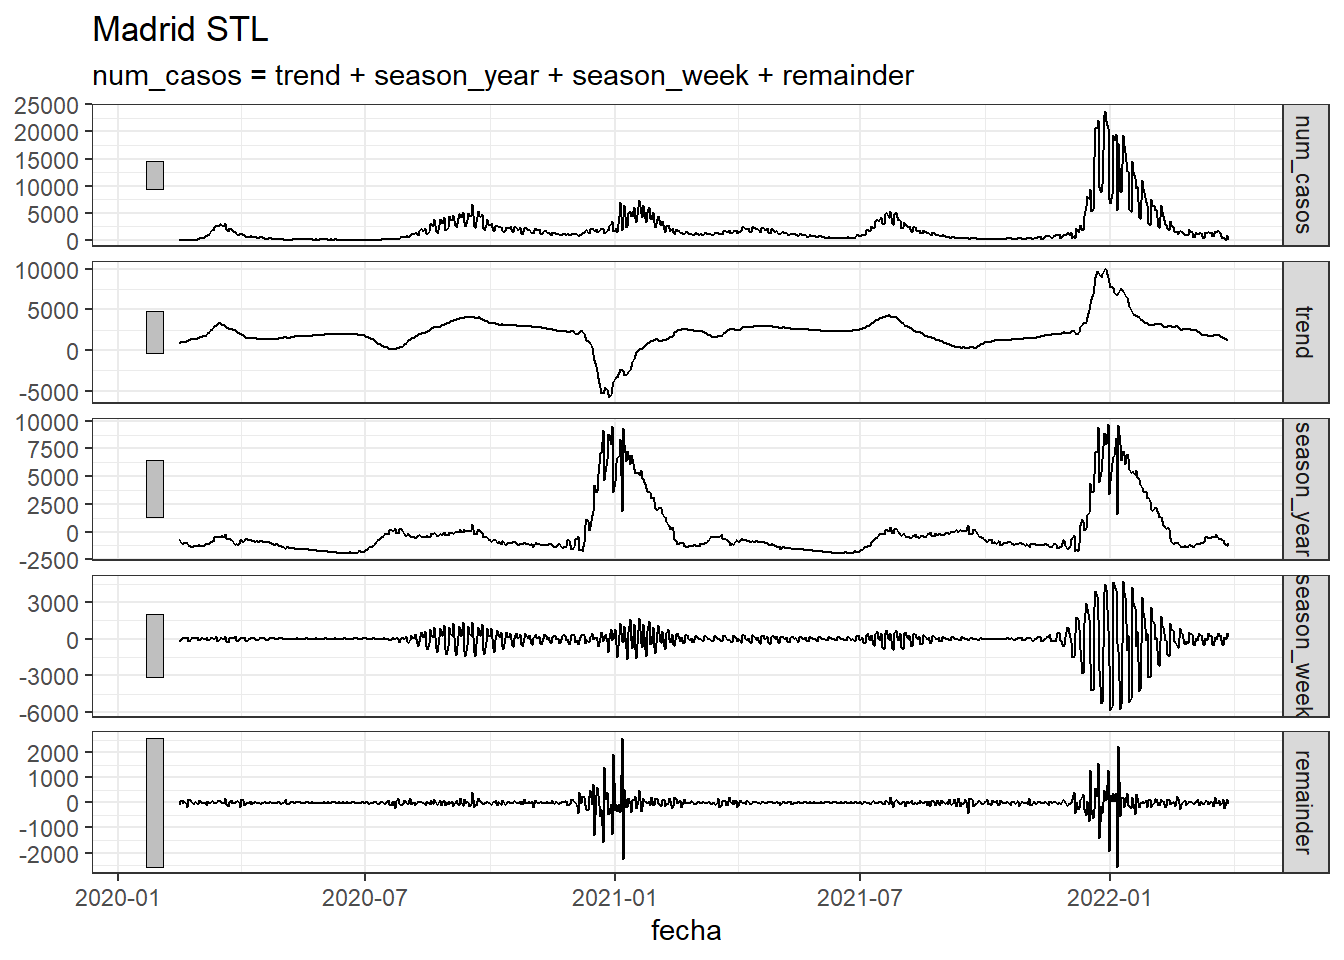 Madrid STL
num_casos = trend + season_year + season_week + remainder
25000
20000
15000
10000
5000
0
num_casos
10000
5000
0
-5000
trend
10000
7500
5000
2500
0
-2500
season_year
3000
0
-3000
-6000
season_week
2000
1000
0
-1000
-2000
remainder
2020-01 2020-07 2021-01 2021-07 2022-01
fecha